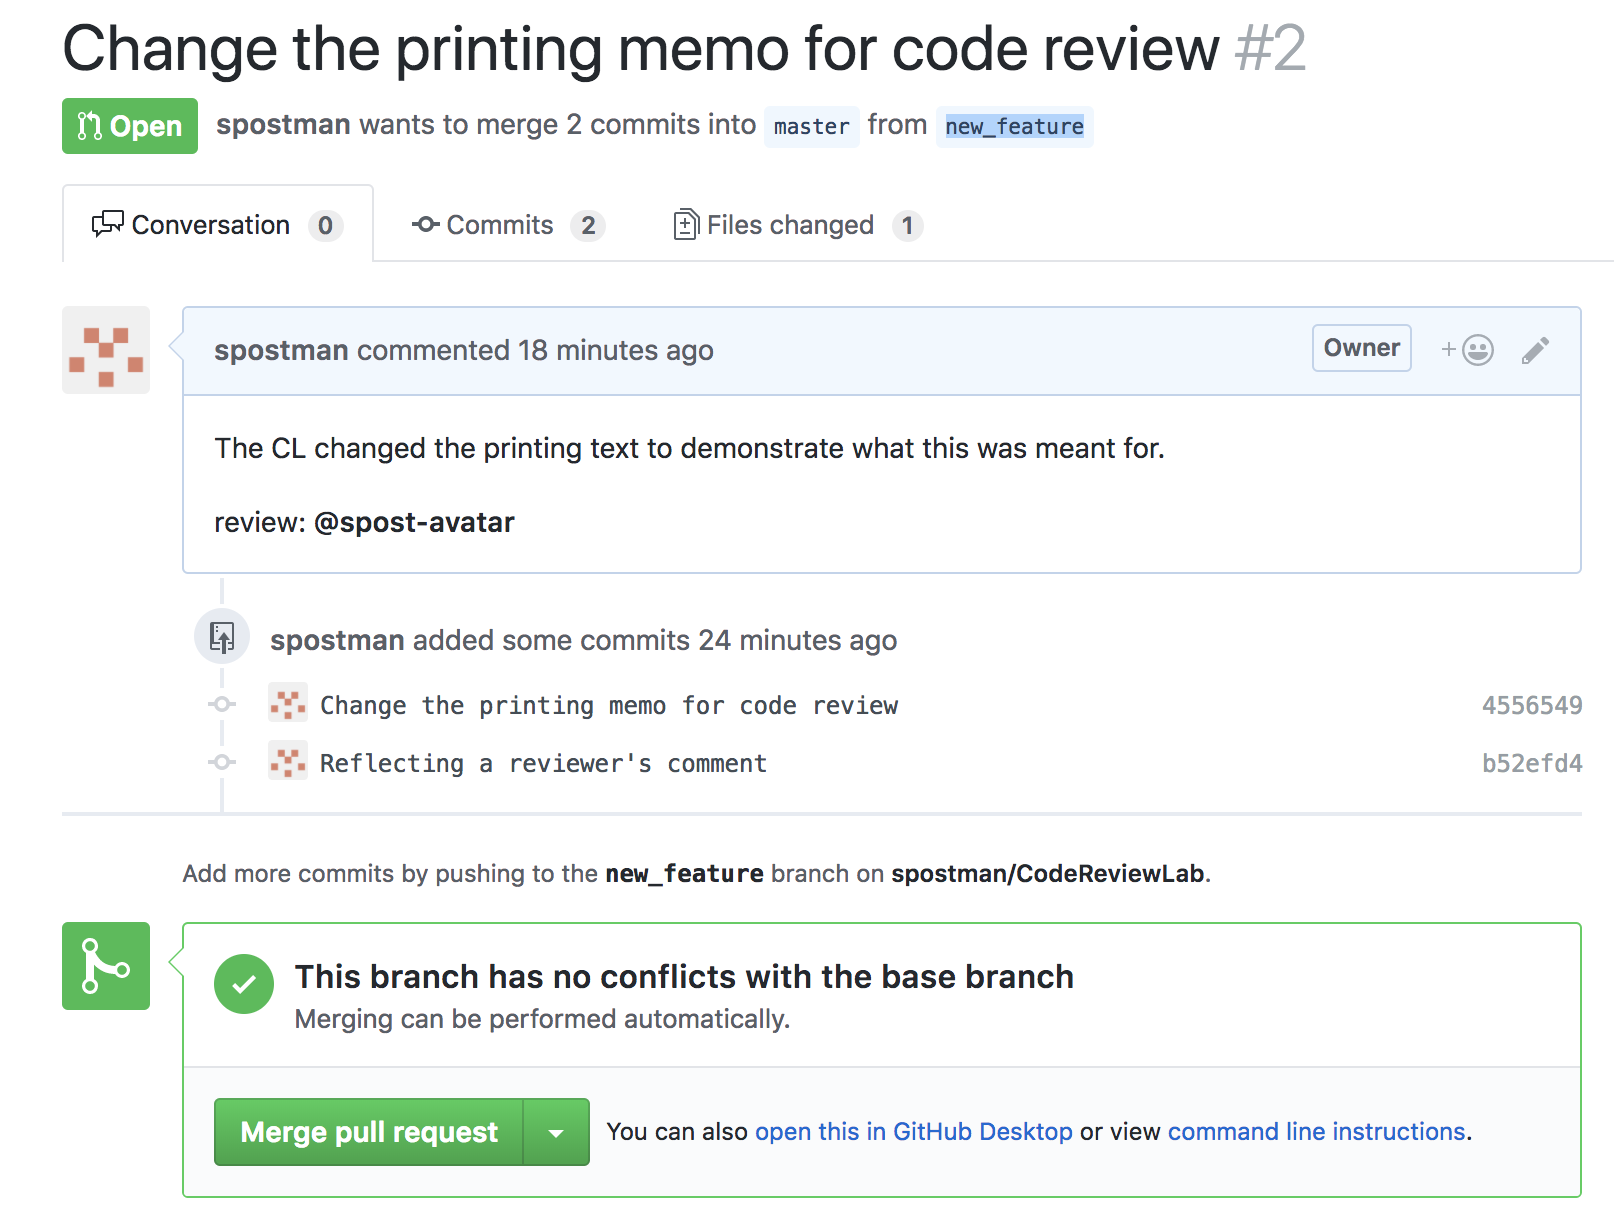 Change the printing memo for code review #2
Open spostman wants to merge 2 commits into master from new_feature
Conversation 0 Commits 2 Files changed 1
spostman commented 18 minutes ago Owner +
The CL changed the printing text to demonstrate what this was meant for.
review: @spost-avatar
spostman added some commits 24 minutes ago
Change the printing memo for code review 4556549
Reflecting a reviewer's comment b52efd4
Add more commits by pushing to the new_feature branch on spostman/CodeReviewLab.
This branch has no conflicts with the base branch
Merging can be performed automatically.
Merge pull request You can also open this in GitHub Desktop or view command line instructions.